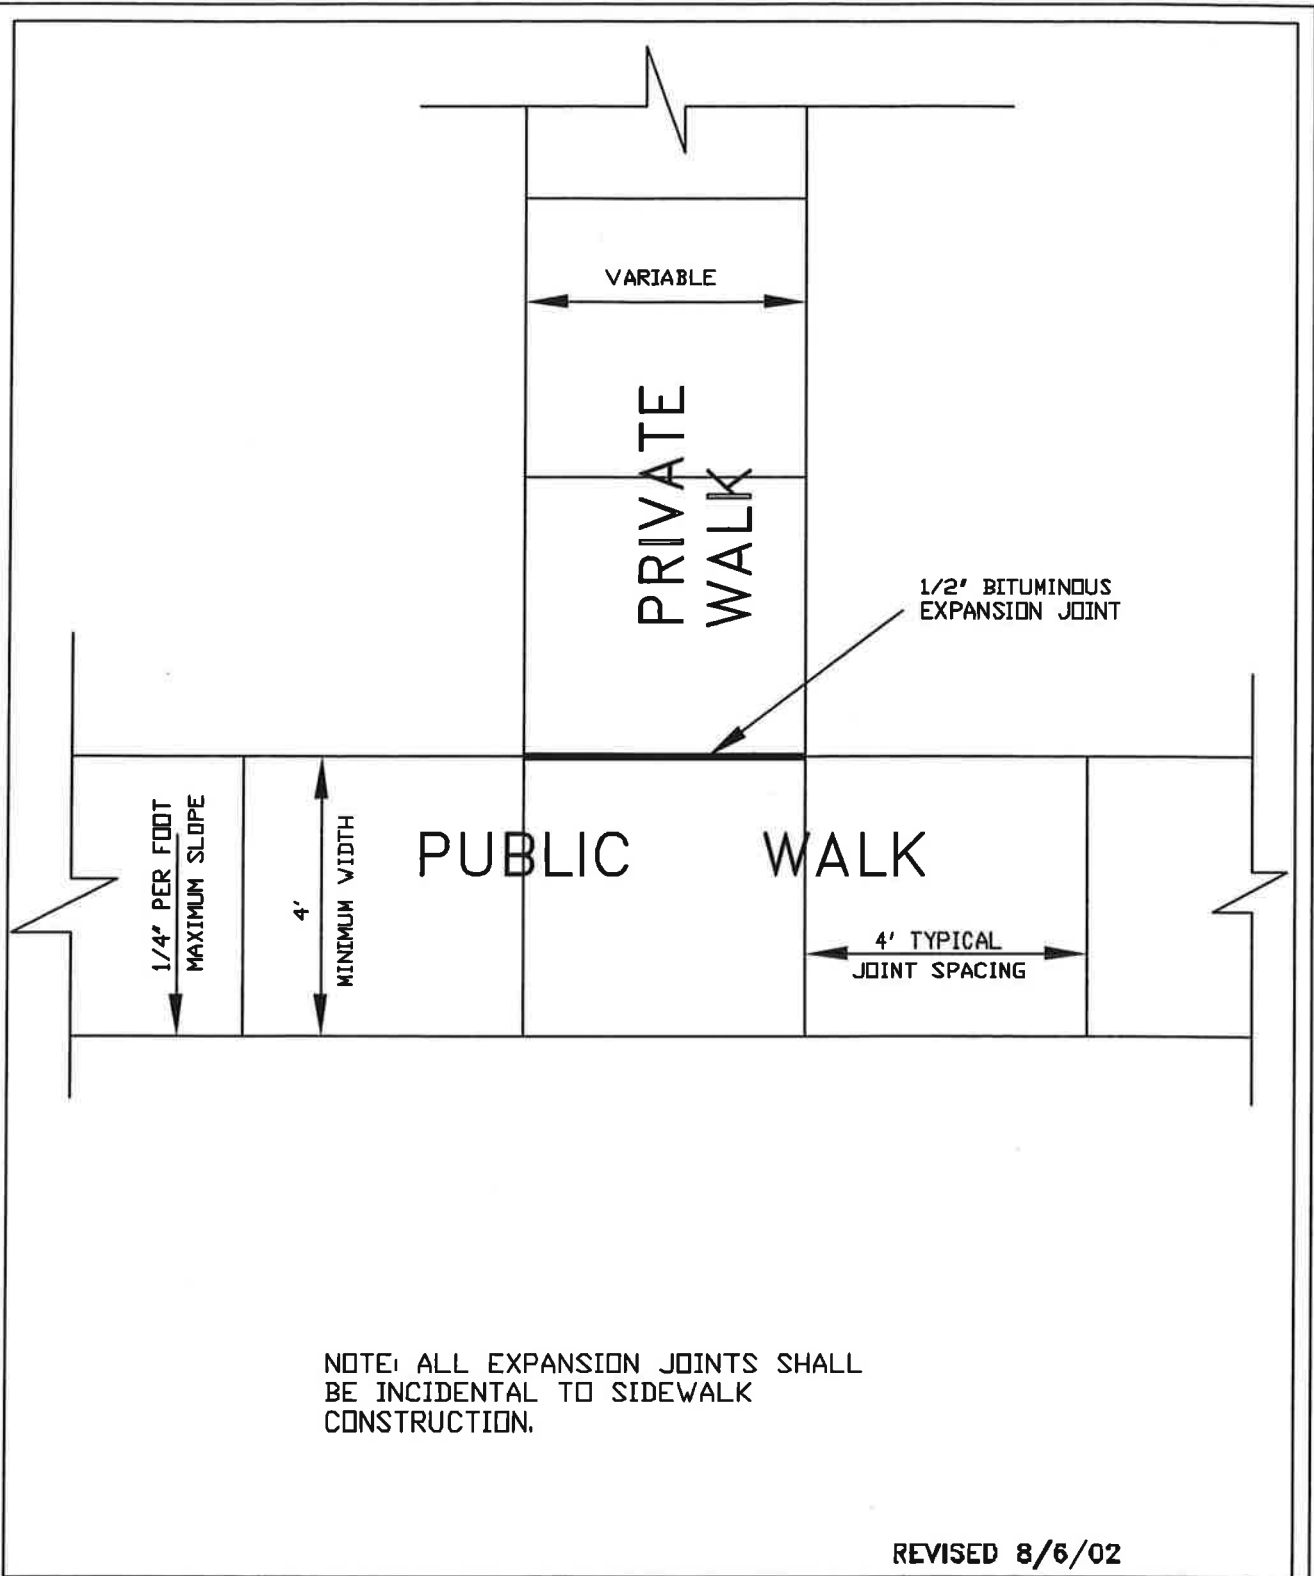 VARIABLE
PRIVATE
WALK
1/2" BITUMINOUS
EXPANSION JOINT
1/4" PER FOOT
MAXIMUM SLOPE
4'
MINIMUM WIDTH
PUBLIC WALK
4' TYPICAL
JOINT SPACING
NOTE: ALL EXPANSION JOINTS SHALL
BE INCIDENTAL TO SIDEWALK
CONSTRUCTION.
REVISED 8/6/02